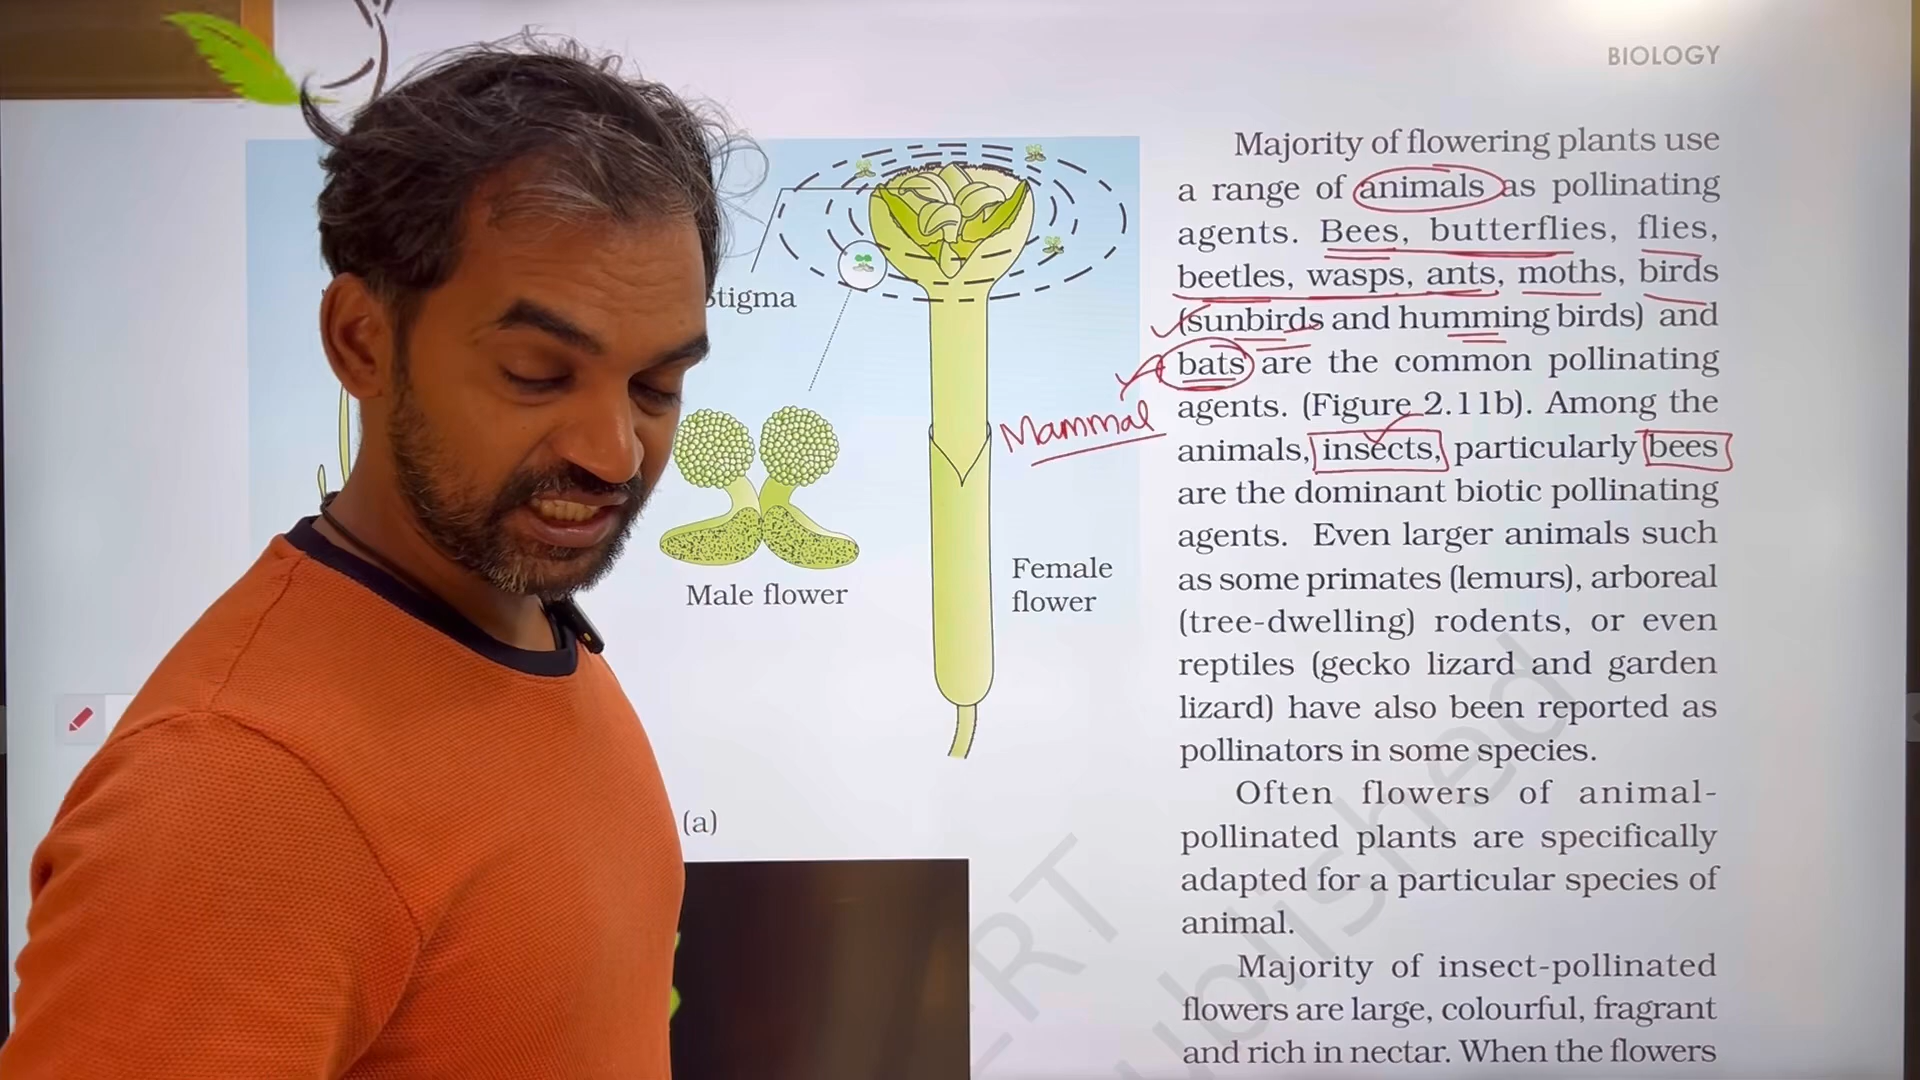 BIOLOGY
Majority of flowering plants use
a range of animals as pollinating
agents. Bees, butterflies, flies,
beetles, wasps, ants, moths, birds
(sunbirds and humming birds) and
bats are the common pollinating
agents. (Figure 2.11b). Among the
animals, insects, particularly bees
are the dominant biotic pollinating
agents. Even larger animals such
as some primates (lemurs), arboreal
(tree-dwelling) rodents, or even
reptiles (gecko lizard and garden
lizard) have also been reported as
pollinators in some species.
Often flowers of animal-
pollinated plants are specifically
adapted for a particular species of
animal.
Majority of insect-pollinated
flowers are large, colourful, fragrant
and rich in nectar. When the flowers
Stigma
Mammal
Male flower
Female
flower
(a)